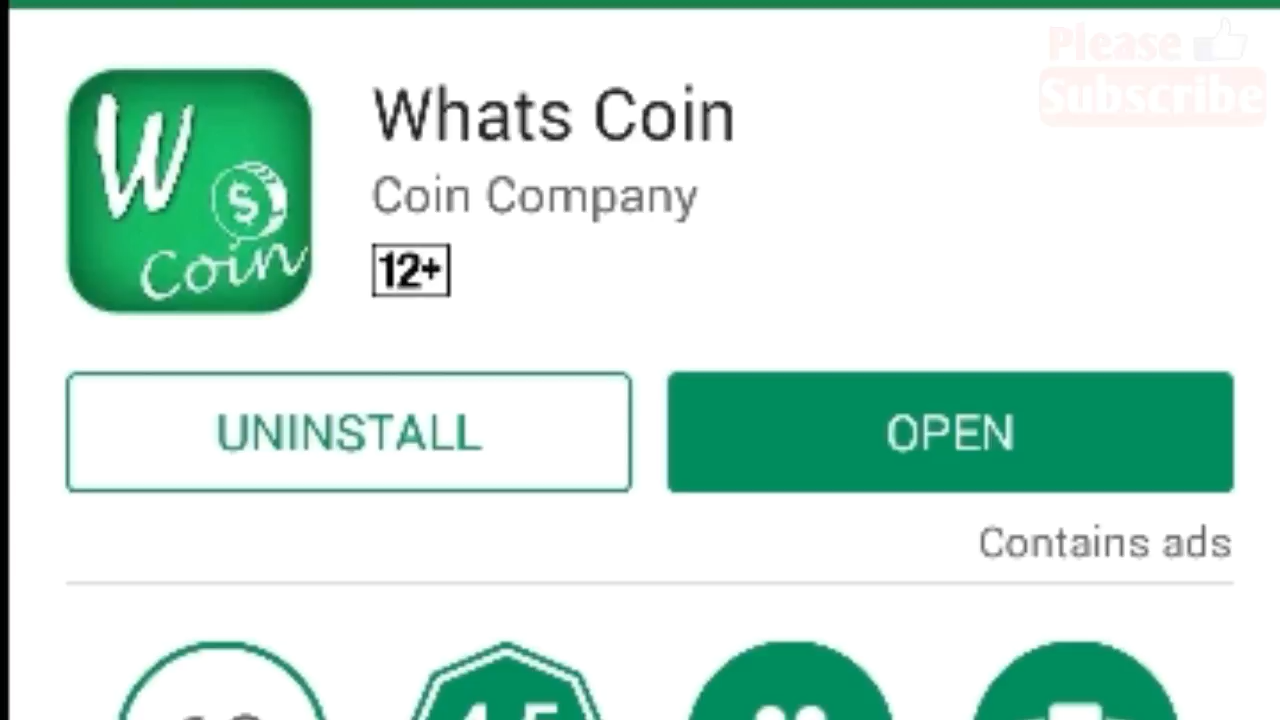 Please
Subscribe
W
$
Coin
Whats Coin
Coin Company
12+
UNINSTALL
OPEN
Contains ads